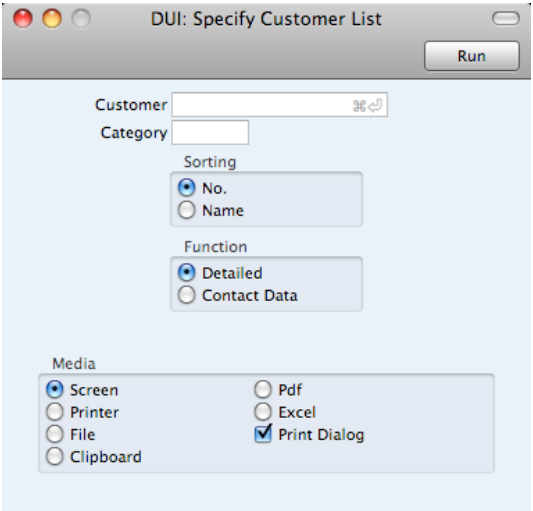 DUI: Specify Customer List
Run
Customer ⌘⏎
Category
Sorting
No.
Name
Function
Detailed
Contact Data
Media
Screen Pdf
Printer Excel
File Print Dialog
Clipboard